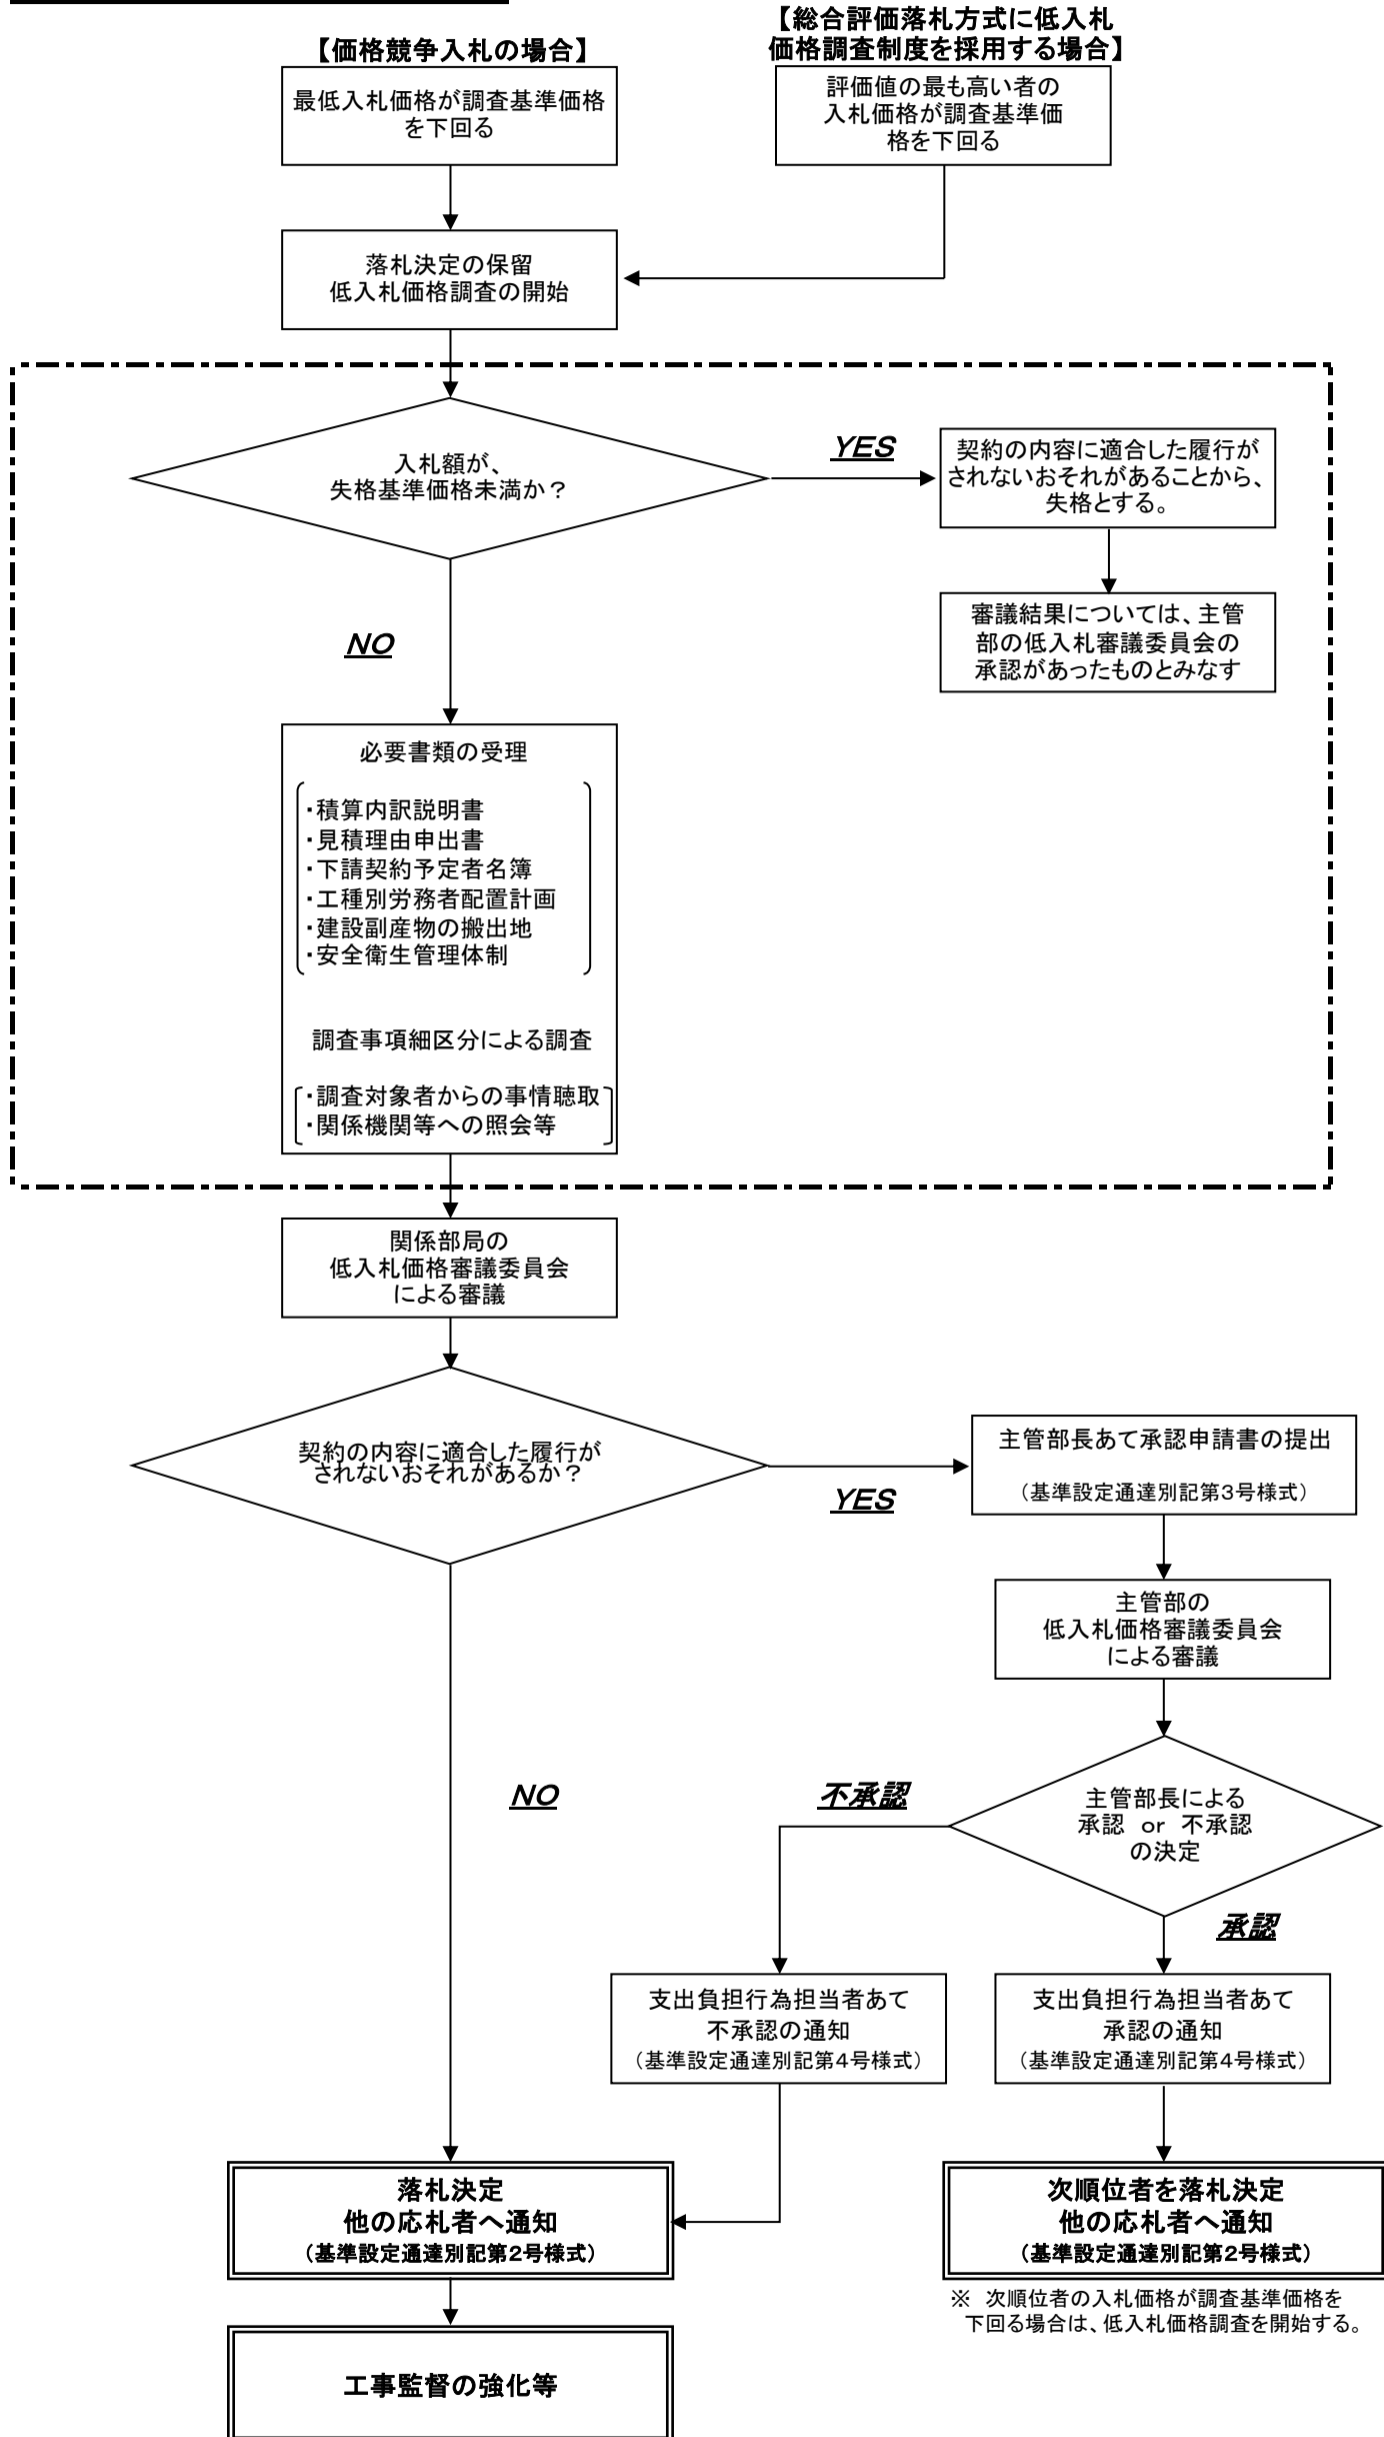 【価格競争入札の場合】
最低入札価格が調査基準価格
を下回る
【総合評価落札方式に低入札
価格調査制度を採用する場合】
評価値の最も高い者の
入札価格が調査基準価
格を下回る
落札決定の保留
低入札価格調査の開始
入札額が、
失格基準価格未満か？
YES
契約の内容に適合した履行が
されないおそれがあることから、
失格とする。
審議結果については、主管
部の低入札審議委員会の
承認があったものとみなす
NO
必要書類の受理
・積算内訳説明書
・見積理由申出書
・下請契約予定者名簿
・工種別労務者配置計画
・建設副産物の搬出地
・安全衛生管理体制
調査事項細区分による調査
・調査対象者からの事情聴取
・関係機関等への照会等
関係部局の
低入札価格審議委員会
による審議
契約の内容に適合した履行が
されないおそれがあるか？
YES
主管部長あて承認申請書の提出
（基準設定通達別記第3号様式）
主管部の
低入札価格審議委員会
による審議
主管部長による
承認　or　不承認
の決定
NO
不承認
承認
支出負担行為担当者あて
不承認の通知
（基準設定通達別記第4号様式）
支出負担行為担当者あて
承認の通知
（基準設定通達別記第4号様式）
落札決定
他の応札者へ通知
（基準設定通達別記第2号様式）
次順位者を落札決定
他の応札者へ通知
（基準設定通達別記第2号様式）
※　次順位者の入札価格が調査基準価格を
下回る場合は、低入札価格調査を開始する。
工事監督の強化等